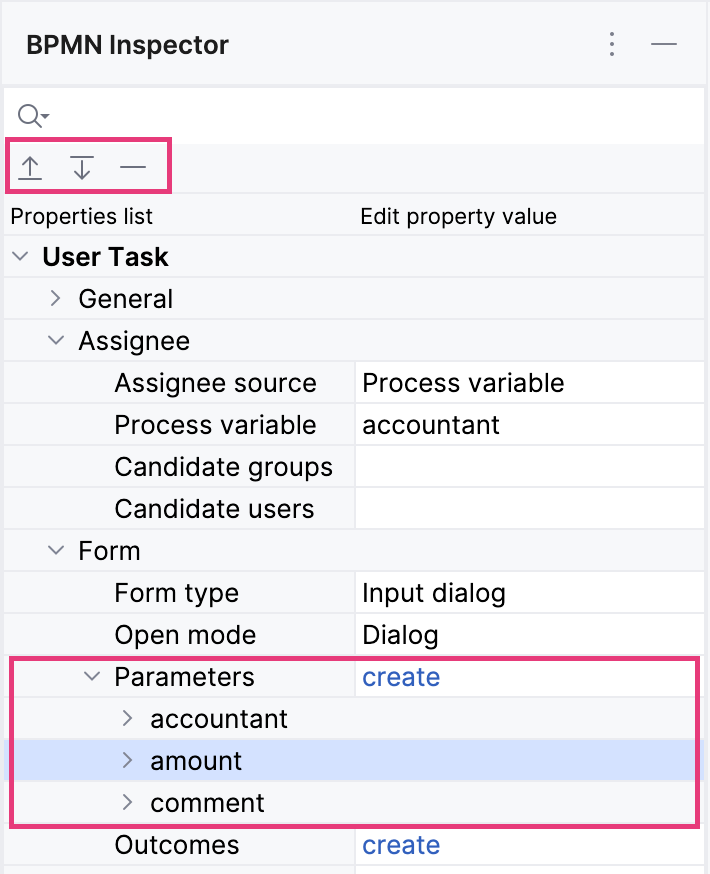 BPMN Inspector
Properties list Edit property value
User Task
General
Assignee
Assignee source Process variable
Process variable accountant
Candidate groups
Candidate users
Form
Form type Input dialog
Open mode Dialog
Parameters create
accountant
amount
comment
Outcomes create